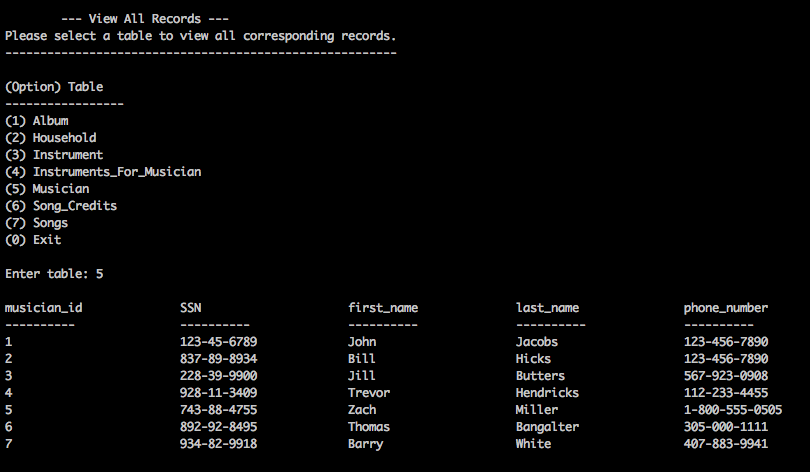 --- View All Records ---
Please select a table to view all corresponding records.
--------------------------------------------------------
(Option) Table
-----------------
(1) Album
(2) Household
(3) Instrument
(4) Instruments_For_Musician
(5) Musician
(6) Song_Credits
(7) Songs
(0) Exit
Enter table: 5
musician_id SSN first_name last_name phone_number
---------- ---------- ---------- ---------- ----------
1 123-45-6789 John Jacobs 123-456-7890
2 837-89-8934 Bill Hicks 123-456-7890
3 228-39-9900 Jill Butters 567-923-0908
4 928-11-3409 Trevor Hendricks 112-233-4455
5 743-88-4755 Zach Miller 1-800-555-0505
6 892-92-8495 Thomas Bangalter 305-000-1111
7 934-82-9918 Barry White 407-883-9941